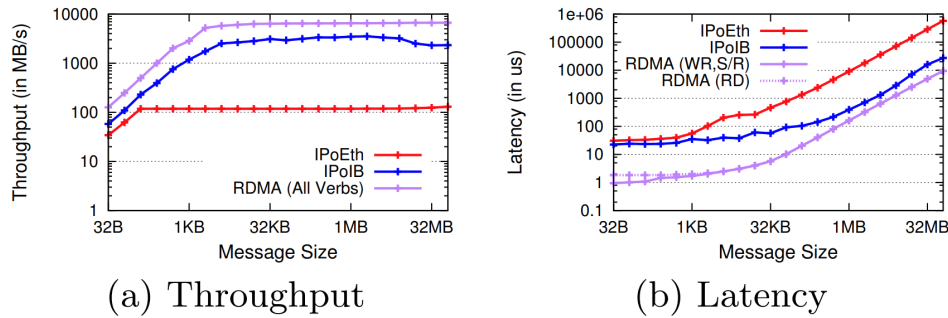 Throughput (in MB/s)
10000
1000
100
10
1
IPoEth
IPoIB
RDMA (All Verbs)
32B
1KB
32KB
1MB
32MB
Message Size
(a) Throughput
Latency (in us)
1e+06
100000
10000
1000
100
10
1
0.1
IPoEth
IPoIB
RDMA (WR,S/R)
RDMA (RD)
32B
1KB
32KB
1MB
32MB
Message Size
(b) Latency